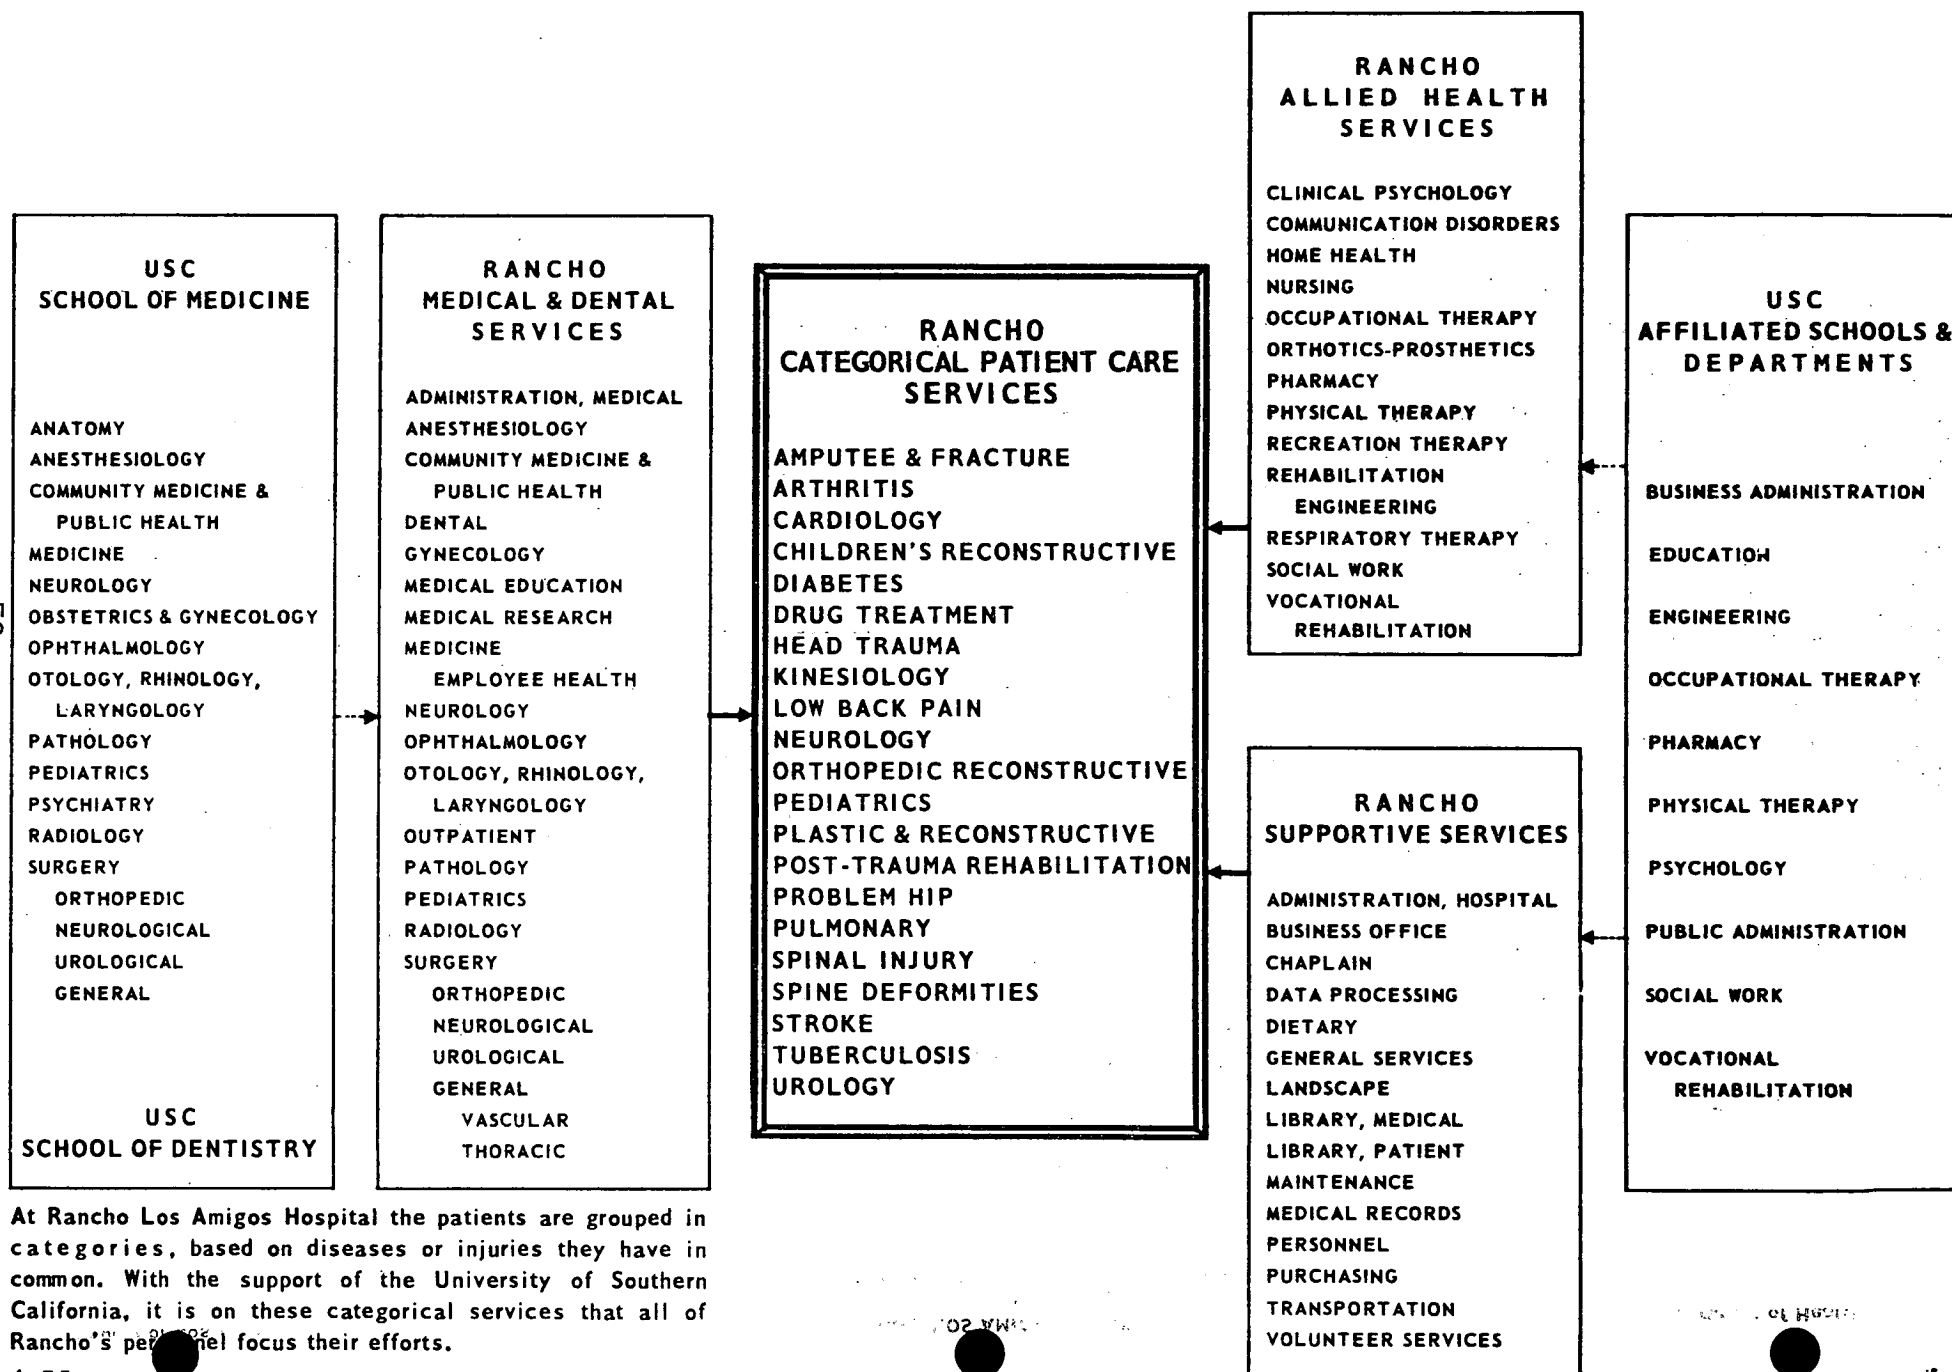 USC
SCHOOL OF MEDICINE
ANATOMY
ANESTHESIOLOGY
COMMUNITY MEDICINE &
PUBLIC HEALTH
MEDICINE
NEUROLOGY
OBSTETRICS & GYNECOLOGY
OPHTHALMOLOGY
OTOLOGY, RHINOLOGY,
LARYNGOLOGY
PATHOLOGY
PEDIATRICS
PSYCHIATRY
RADIOLOGY
SURGERY
ORTHOPEDIC
NEUROLOGICAL
UROLOGICAL
GENERAL
USC
SCHOOL OF DENTISTRY
RANCHO
MEDICAL & DENTAL
SERVICES
ADMINISTRATION, MEDICAL
ANESTHESIOLOGY
COMMUNITY MEDICINE &
PUBLIC HEALTH
DENTAL
GYNECOLOGY
MEDICAL EDUCATION
MEDICAL RESEARCH
MEDICINE
EMPLOYEE HEALTH
NEUROLOGY
OPHTHALMOLOGY
OTOLOGY, RHINOLOGY,
LARYNGOLOGY
OUTPATIENT
PATHOLOGY
PEDIATRICS
RADIOLOGY
SURGERY
ORTHOPEDIC
NEUROLOGICAL
UROLOGICAL
GENERAL
VASCULAR
THORACIC
RANCHO
CATEGORICAL PATIENT CARE
SERVICES
AMPUTEE & FRACTURE
ARTHRITIS
CARDIOLOGY
CHILDREN'S RECONSTRUCTIVE
DIABETES
DRUG TREATMENT
HEAD TRAUMA
KINESIOLOGY
LOW BACK PAIN
NEUROLOGY
ORTHOPEDIC RECONSTRUCTIVE
PEDIATRICS
PLASTIC & RECONSTRUCTIVE
POST-TRAUMA REHABILITATION
PROBLEM HIP
PULMONARY
SPINAL INJURY
SPINE DEFORMITIES
STROKE
TUBERCULOSIS
UROLOGY
RANCHO
ALLIED HEALTH
SERVICES
CLINICAL PSYCHOLOGY
COMMUNICATION DISORDERS
HOME HEALTH
NURSING
OCCUPATIONAL THERAPY
ORTHOTICS-PROSTHETICS
PHARMACY
PHYSICAL THERAPY
RECREATION THERAPY
REHABILITATION
ENGINEERING
RESPIRATORY THERAPY
SOCIAL WORK
VOCATIONAL
REHABILITATION
RANCHO
SUPPORTIVE SERVICES
ADMINISTRATION, HOSPITAL
BUSINESS OFFICE
CHAPLAIN
DATA PROCESSING
DIETARY
GENERAL SERVICES
LANDSCAPE
LIBRARY, MEDICAL
LIBRARY, PATIENT
MAINTENANCE
MEDICAL RECORDS
PERSONNEL
PURCHASING
TRANSPORTATION
VOLUNTEER SERVICES
USC
AFFILIATED SCHOOLS &
DEPARTMENTS
BUSINESS ADMINISTRATION
EDUCATION
ENGINEERING
OCCUPATIONAL THERAPY
PHARMACY
PHYSICAL THERAPY
PSYCHOLOGY
PUBLIC ADMINISTRATION
SOCIAL WORK
VOCATIONAL
REHABILITATION
At Rancho Los Amigos Hospital the patients are grouped in
categories, based on diseases or injuries they have in
common. With the support of the University of Southern
California, it is on these categorical services that all of
Rancho's focus their efforts.